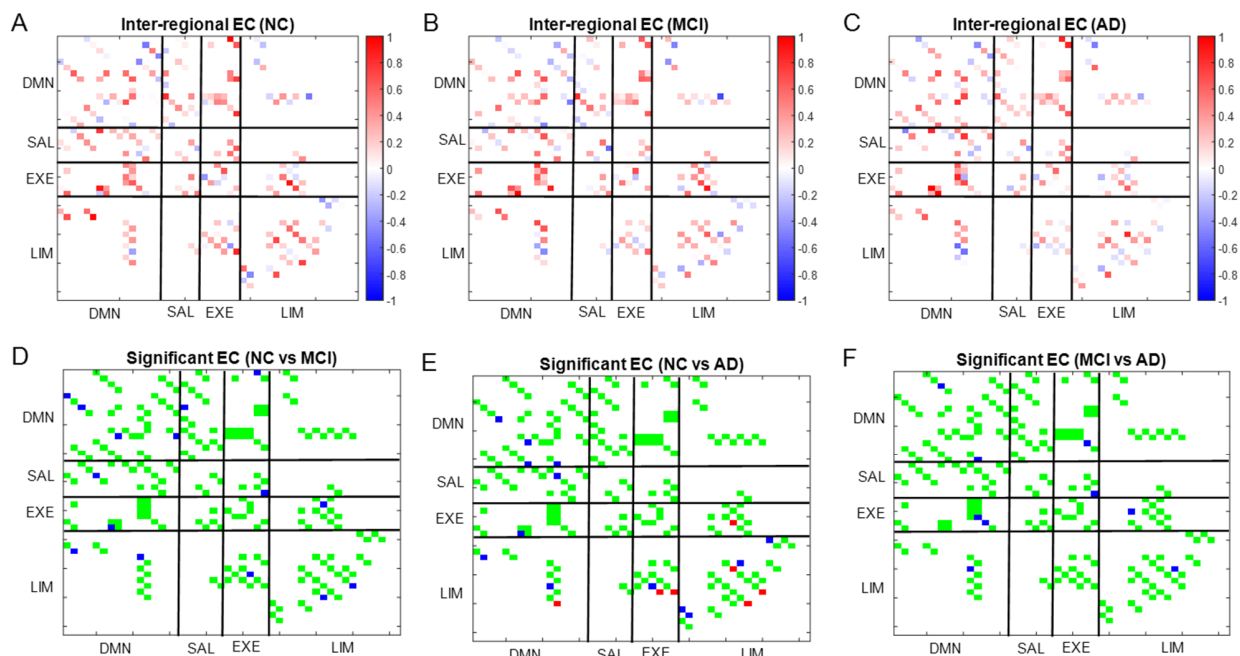 A
Inter-regional EC (NC)
DMN
SAL
EXE
LIM
DMN
SAL
EXE
LIM
1
0.8
0.6
0.4
0.2
0
-0.2
-0.4
-0.6
-0.8
-1
B
Inter-regional EC (MCI)
DMN
SAL
EXE
LIM
DMN
SAL
EXE
LIM
1
0.8
0.6
0.4
0.2
0
-0.2
-0.4
-0.6
-0.8
-1
C
Inter-regional EC (AD)
DMN
SAL
EXE
LIM
DMN
SAL
EXE
LIM
1
0.8
0.6
0.4
0.2
0
-0.2
-0.4
-0.6
-0.8
-1
D
Significant EC (NC vs MCI)
DMN
SAL
EXE
LIM
DMN
SAL
EXE
LIM
E
Significant EC (NC vs AD)
DMN
SAL
EXE
LIM
DMN
SAL
EXE
LIM
F
Significant EC (MCI vs AD)
DMN
SAL
EXE
LIM
DMN
SAL
EXE
LIM